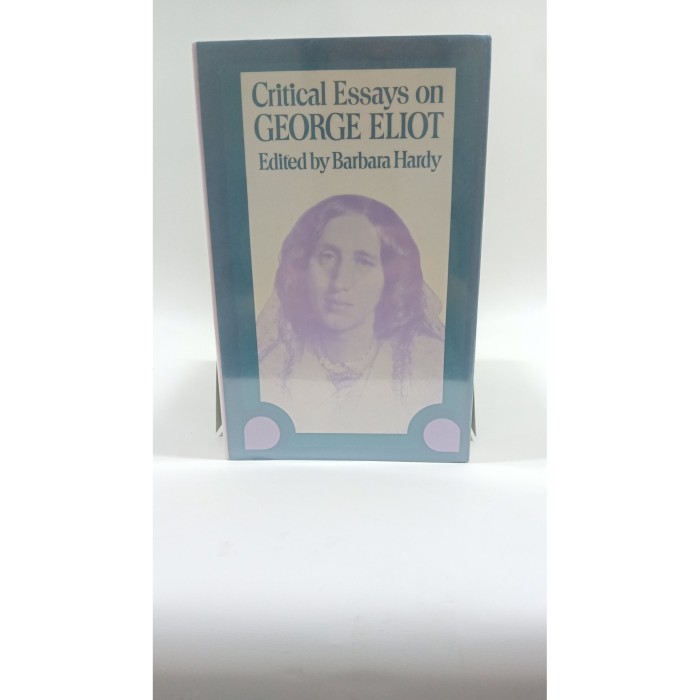 Critical Essays on
GEORGE ELIOT
Edited by Barbara Hardy